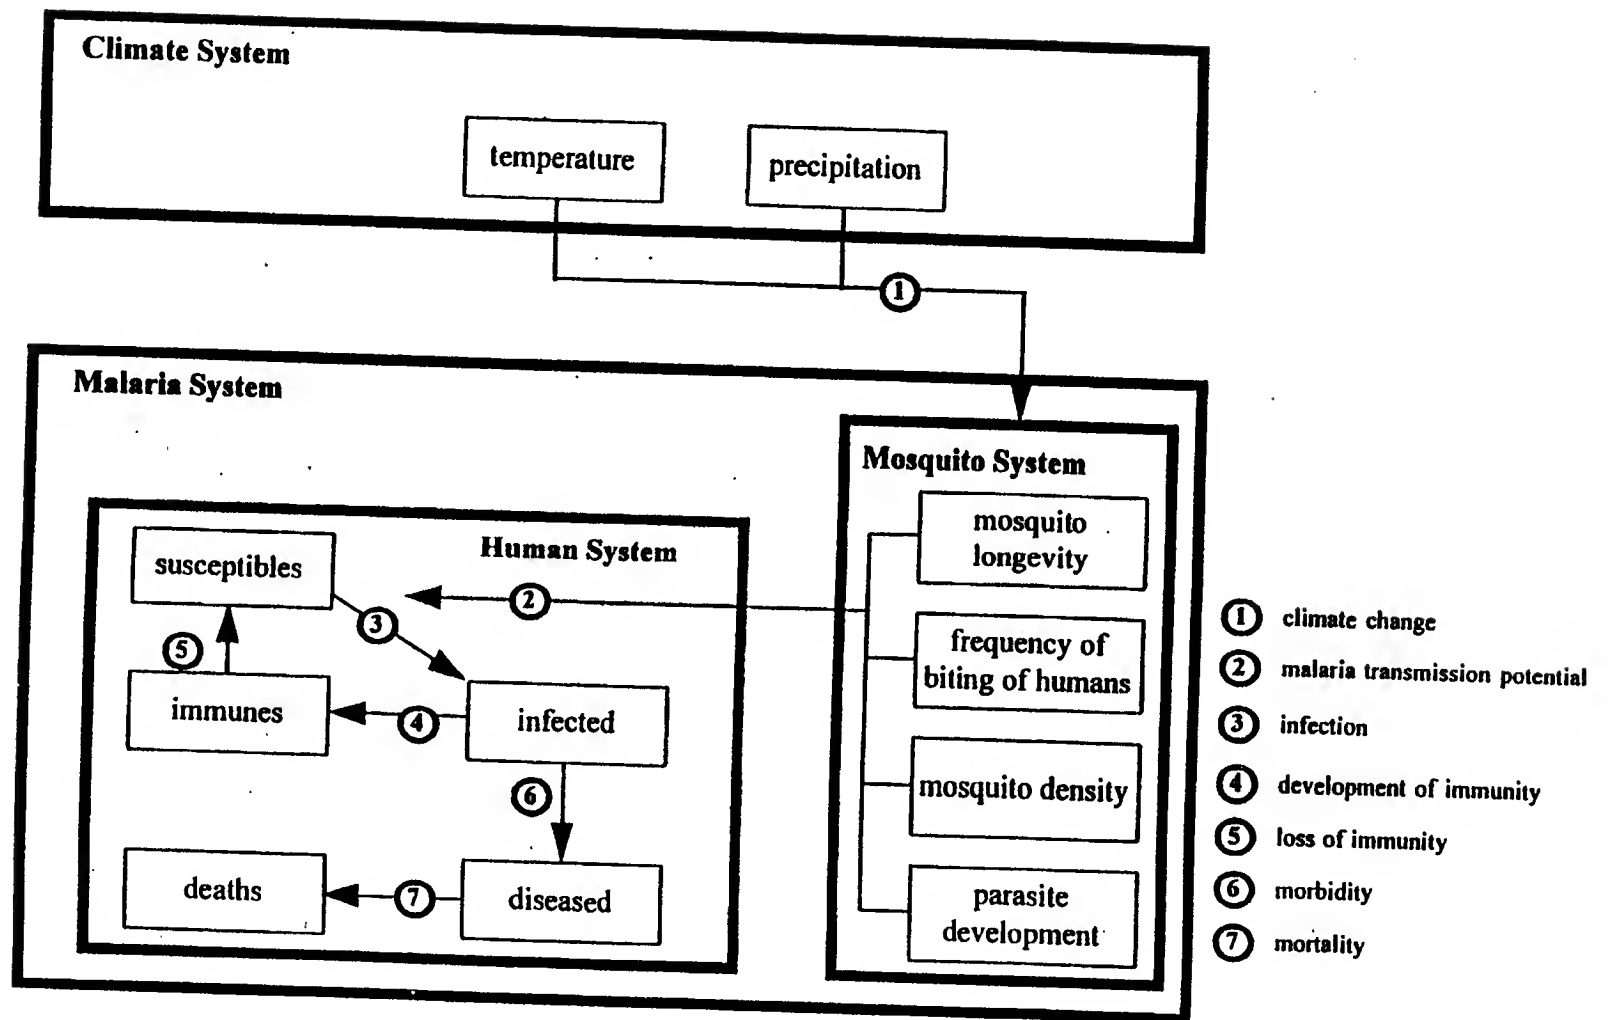 Climate System
temperature
precipitation
1
Malaria System
Mosquito System
mosquito
longevity
frequency of
biting of humans
mosquito density
parasite
development
Human System
susceptibles
2
3
5
immunes
4
infected
6
deaths
7
diseased
1 climate change
2 malaria transmission potential
3 infection
4 development of immunity
5 loss of immunity
6 morbidity
7 mortality